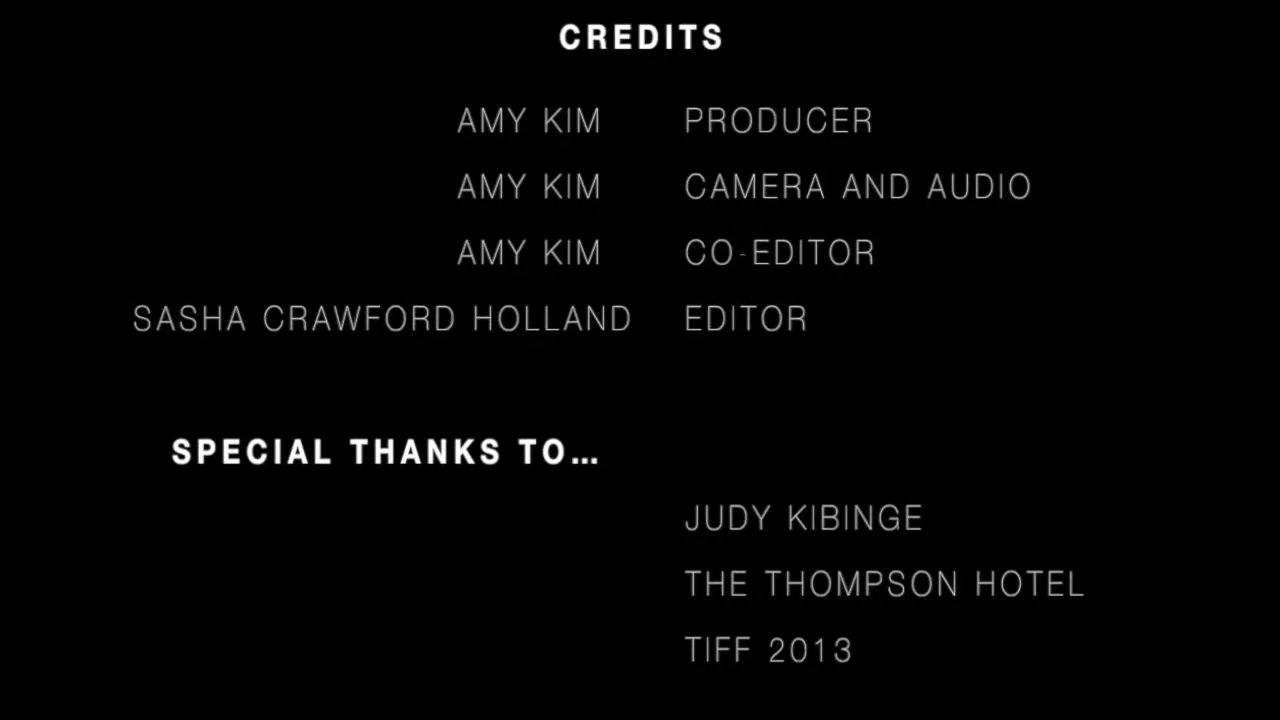 CREDITS
AMY KIM PRODUCER
AMY KIM CAMERA AND AUDIO
AMY KIM CO-EDITOR
SASHA CRAWFORD HOLLAND EDITOR
SPECIAL THANKS TO...
JUDY KIBINGE
THE THOMPSON HOTEL
TIFF 2013